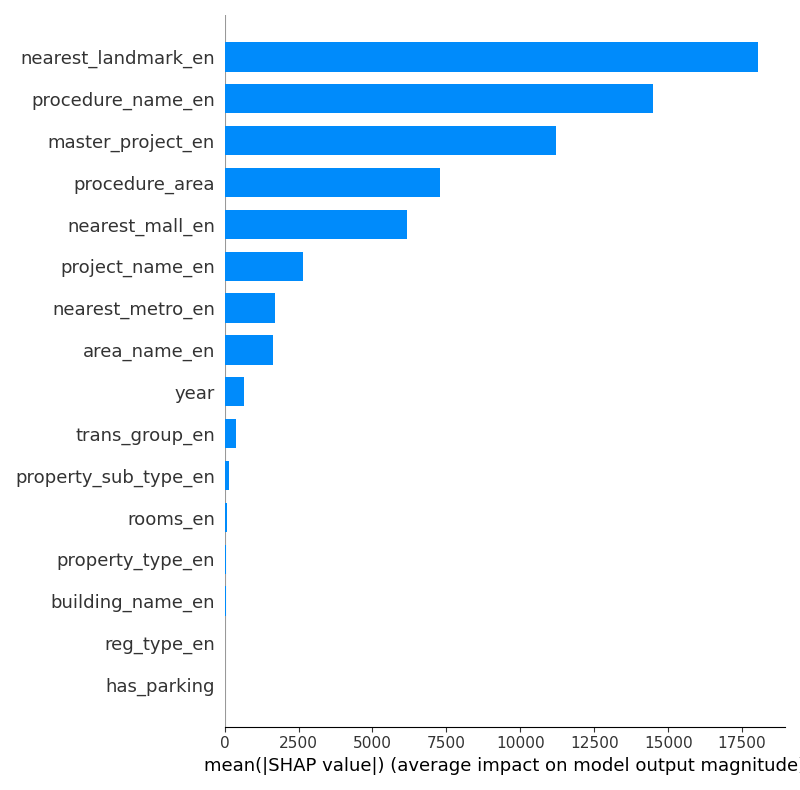 nearest_landmark_en
procedure_name_en
master_project_en
procedure_area
nearest_mall_en
project_name_en
nearest_metro_en
area_name_en
year
trans_group_en
property_sub_type_en
rooms_en
property_type_en
building_name_en
reg_type_en
has_parking
0 2500 5000 7500 10000 12500 15000 17500
mean(|SHAP value|) (average impact on model output magnitude)